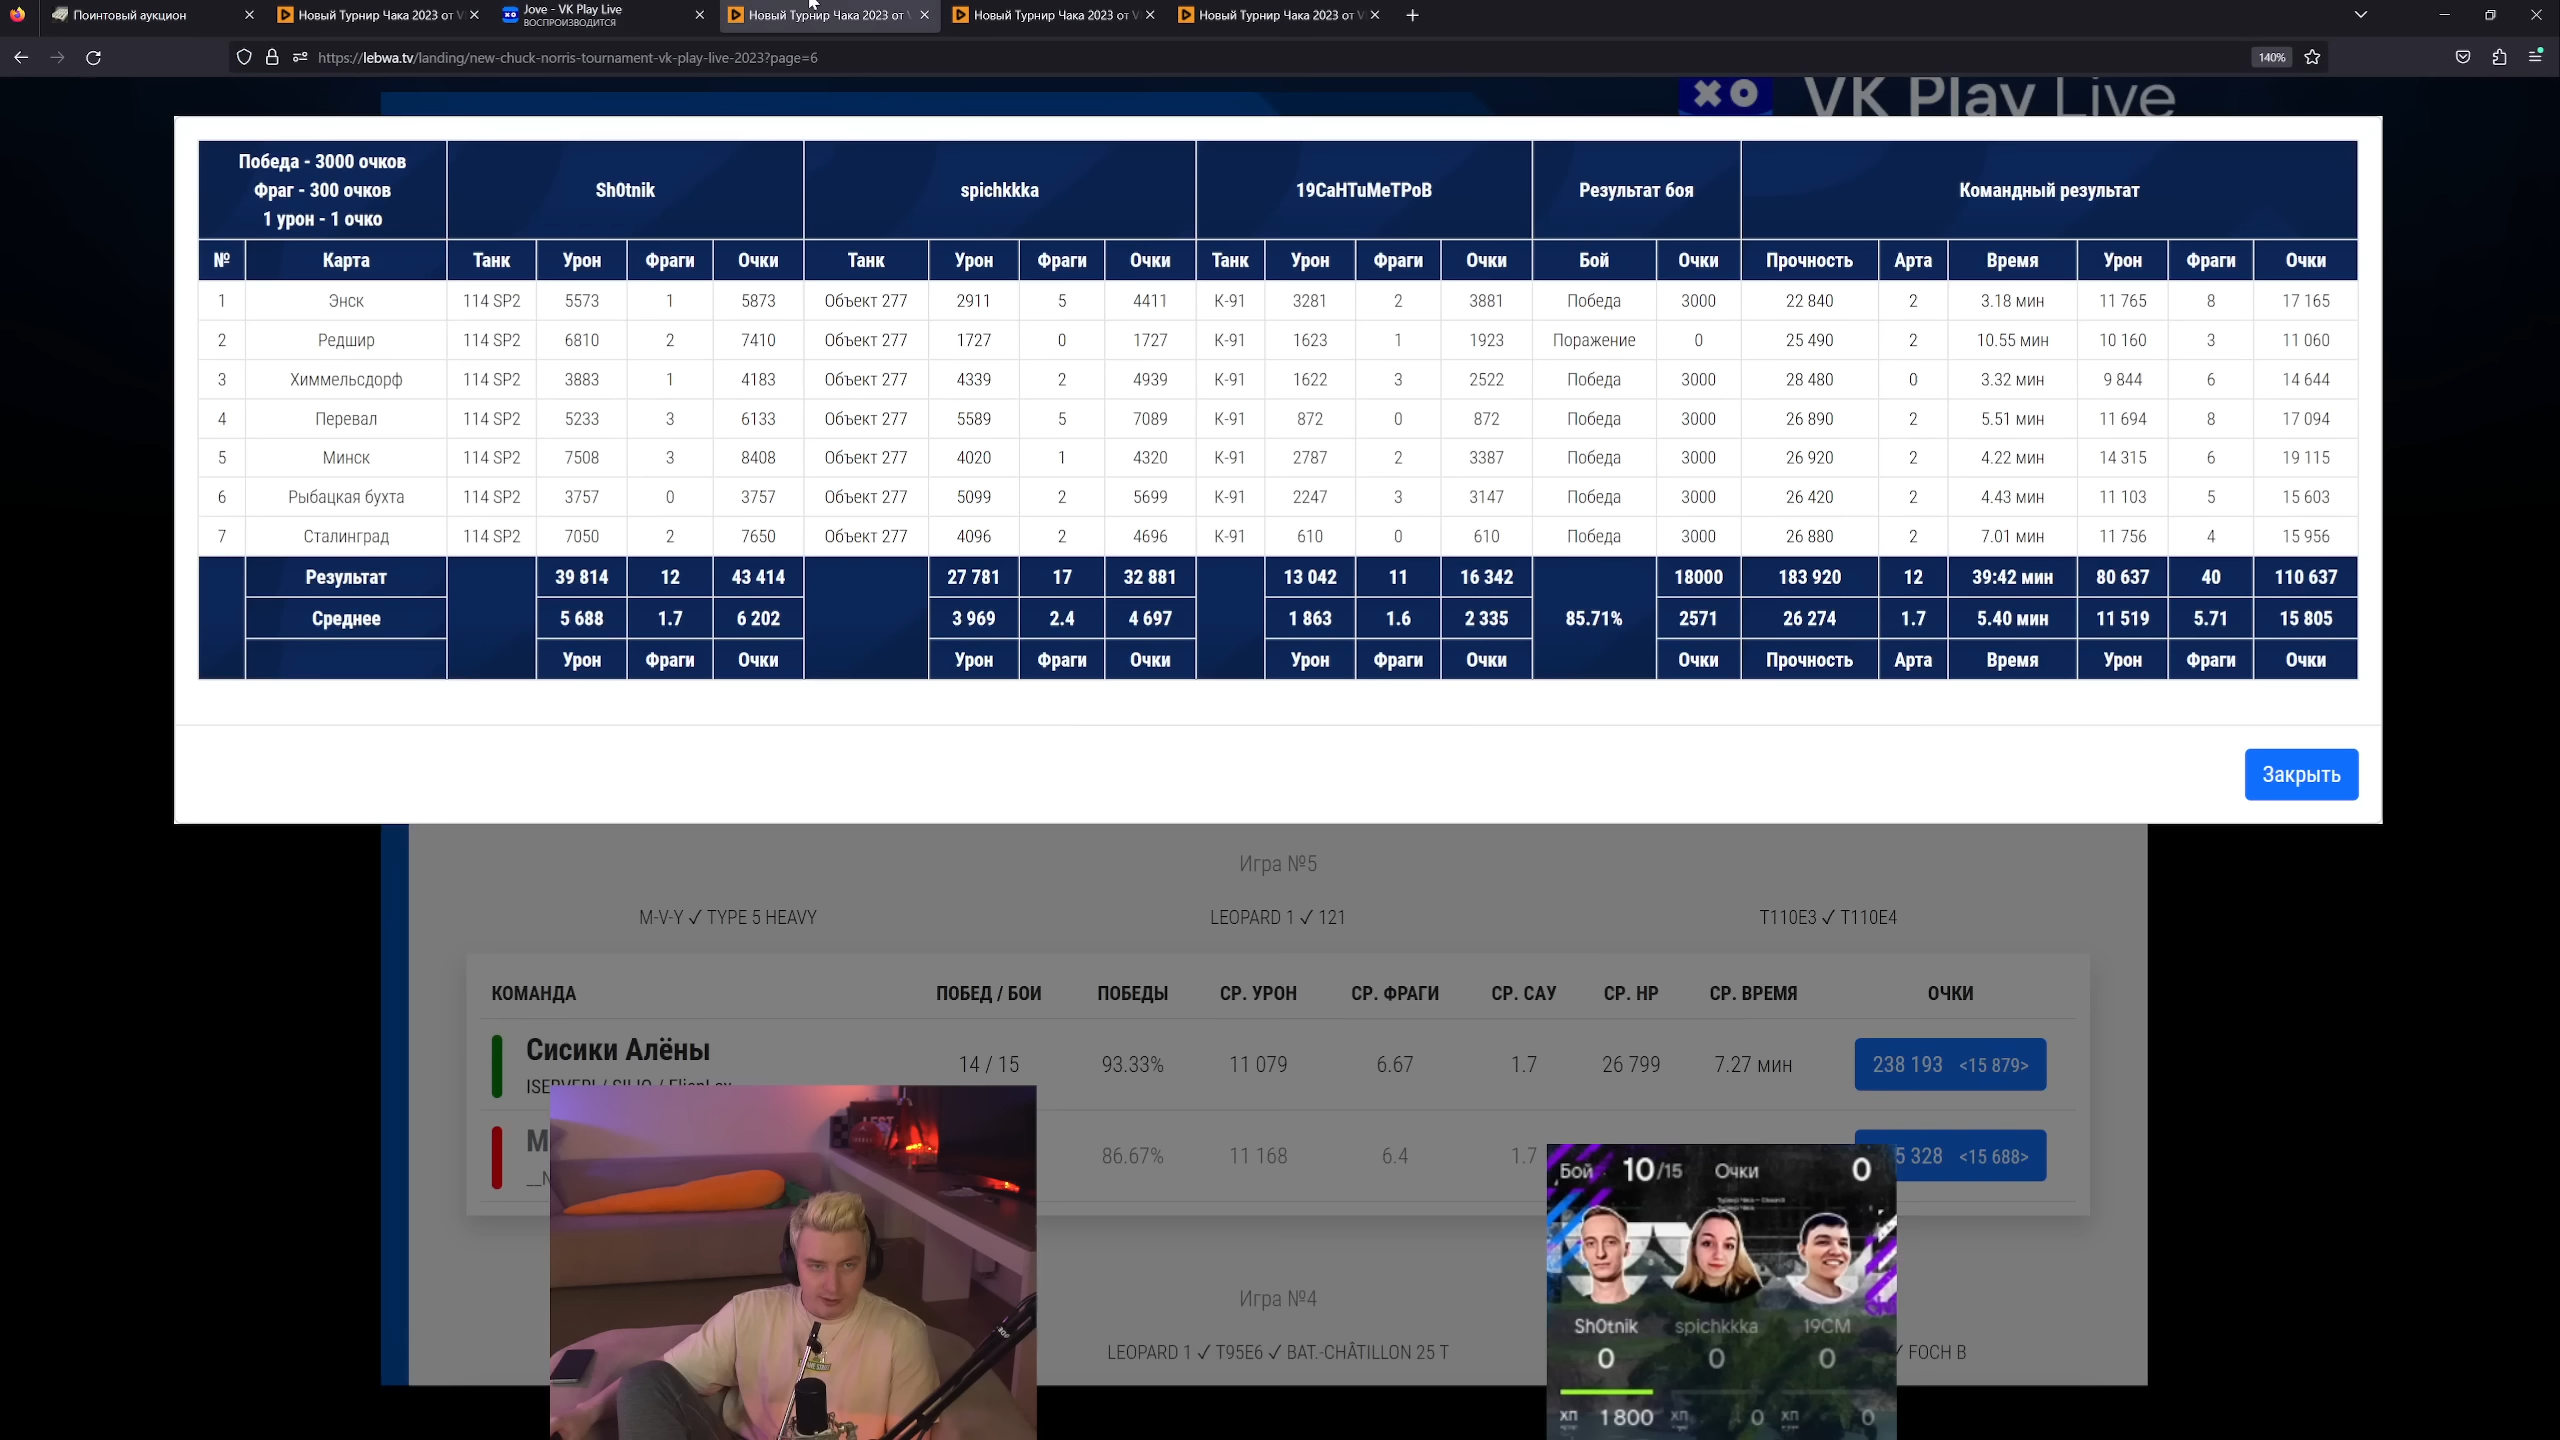 Поинтовый аукцион
Новый Турнир Чака 2023 от V
Jove - VK Play Live
ВОСПРОИЗВОДИТСЯ
Новый Турнир Чака 2023 от
Новый Турнир Чака 2023 от V
Новый Турнир Чака 2023 от V
https://lebwa.tv/landing/new-chuck-norris-tournament-vk-play-live-2023?page=6
140%
VK Play Live
Победа - 3000 очков
Фраг - 300 очков
1 урон - 1 очко
Sh0tnik
spichkkka
19CaHTuMeTPoB
Результат боя
Командный результат
№ Карта Танк Урон Фраги Очки Танк Урон Фраги Очки Танк Урон Фраги Очки Бой Очки Прочность Арта Время Урон Фраги Очки
1 Энск 114 SP2 5573 1 5873 Объект 277 2911 5 4411 К-91 3281 2 3881 Победа 3000 22 840 2 3.18 мин 11 765 8 17 165
2 Редшир 114 SP2 6810 2 7410 Объект 277 1727 0 1727 К-91 1623 1 1923 Поражение 0 25 490 2 10.55 мин 10 160 3 11 060
3 Химмельсдорф 114 SP2 3883 1 4183 Объект 277 4339 2 4939 К-91 1622 3 2522 Победа 3000 28 480 0 3.32 мин 9 844 6 14 644
4 Перевал 114 SP2 5233 3 6133 Объект 277 5589 5 7089 К-91 872 0 872 Победа 3000 26 890 2 5.51 мин 11 694 8 17 094
5 Минск 114 SP2 7508 3 8408 Объект 277 4020 1 4320 К-91 2787 2 3387 Победа 3000 26 920 2 4.22 мин 14 315 6 19 115
6 Рыбацкая бухта 114 SP2 3757 0 3757 Объект 277 5099 2 5699 К-91 2247 3 3147 Победа 3000 26 420 2 4.43 мин 11 103 5 15 603
7 Сталинград 114 SP2 7050 2 7650 Объект 277 4096 2 4696 К-91 610 0 610 Победа 3000 26 880 2 7.01 мин 11 756 4 15 956
Результат 39 814 12 43 414 27 781 17 32 881 13 042 11 16 342 18000 183 920 12 39:42 мин 80 637 40 110 637
Среднее 5 688 1.7 6 202 3 969 2.4 4 697 1 863 1.6 2 335 85.71% 2571 26 274 1.7 5.40 мин 11 519 5.71 15 805
Урон Фраги Очки Урон Фраги Очки Урон Фраги Очки Очки Прочность Арта Время Урон Фраги Очки
Закрыть
Игра №5
M-V-Y ✓ TYPE 5 HEAVY
LEOPARD 1 ✓ 121
T110E3 ✓ T110E4
КОМАНДА ПОБЕД / БОИ ПОБЕДЫ СР. УРОН СР. ФРАГИ СР. САУ СР. HP СР. ВРЕМЯ ОЧКИ
Сисики Алёны 14 / 15 93.33% 11 079 6.67 1.7 26 799 7.27 мин 238 193 <15 879>
М 86.67% 11 168 6.4 1.7 5 328 <15 688>
Бой 10/15 Очки 0
Игра №4
Sh0tnik spichkkka 19CM
0 0 0
LEOPARD 1 ✓ T95E6 ✓ BAT.-CHÂTILLON 25 T
✓ FOCH B
ХП 1800 ХП 0 ХП 0